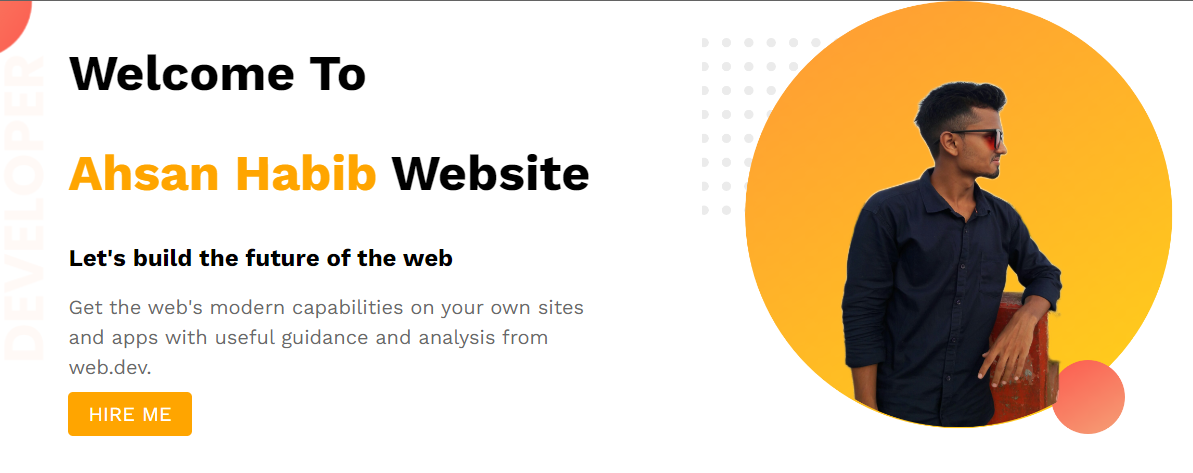 Welcome To
Ahsan Habib Website
Let's build the future of the web
Get the web's modern capabilities on your own sites
and apps with useful guidance and analysis from
web.dev.
HIRE ME
DEVELOPER